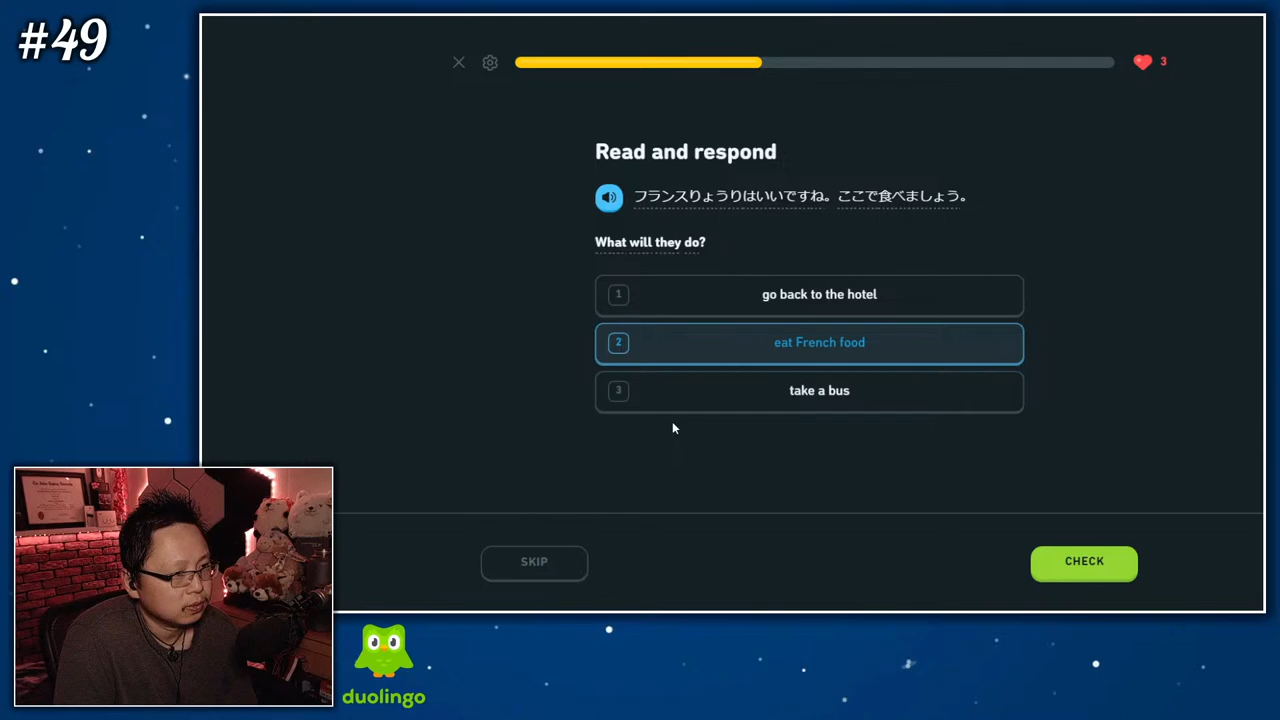 #49
3
Read and respond
フランスりょうりはいいですね。ここで食べましょう。
What will they do?
1 go back to the hotel
2 eat French food
3 take a bus
SKIP
CHECK
duolingo